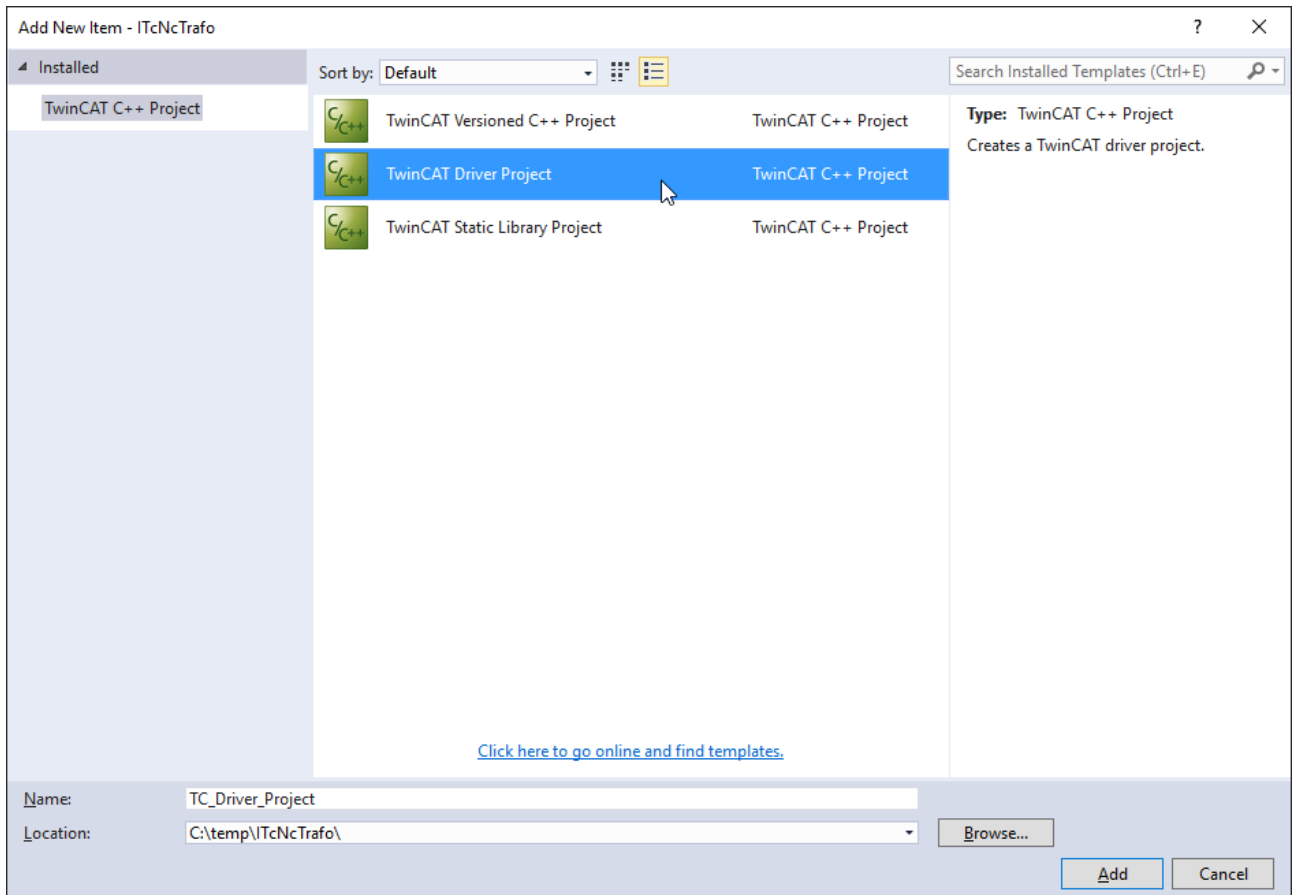 Add New Item - ITcNcTrafo
?
Installed
TwinCAT C++ Project
Sort by: Default
Search Installed Templates (Ctrl+E)
C/C++ TwinCAT Versioned C++ Project TwinCAT C++ Project
C/C++ TwinCAT Driver Project TwinCAT C++ Project
C/C++ TwinCAT Static Library Project TwinCAT C++ Project
Type: TwinCAT C++ Project
Creates a TwinCAT driver project.
Click here to go online and find templates.
Name: TC_Driver_Project
Location: C:\temp\ITcNcTrafo\ Browse...
Add Cancel